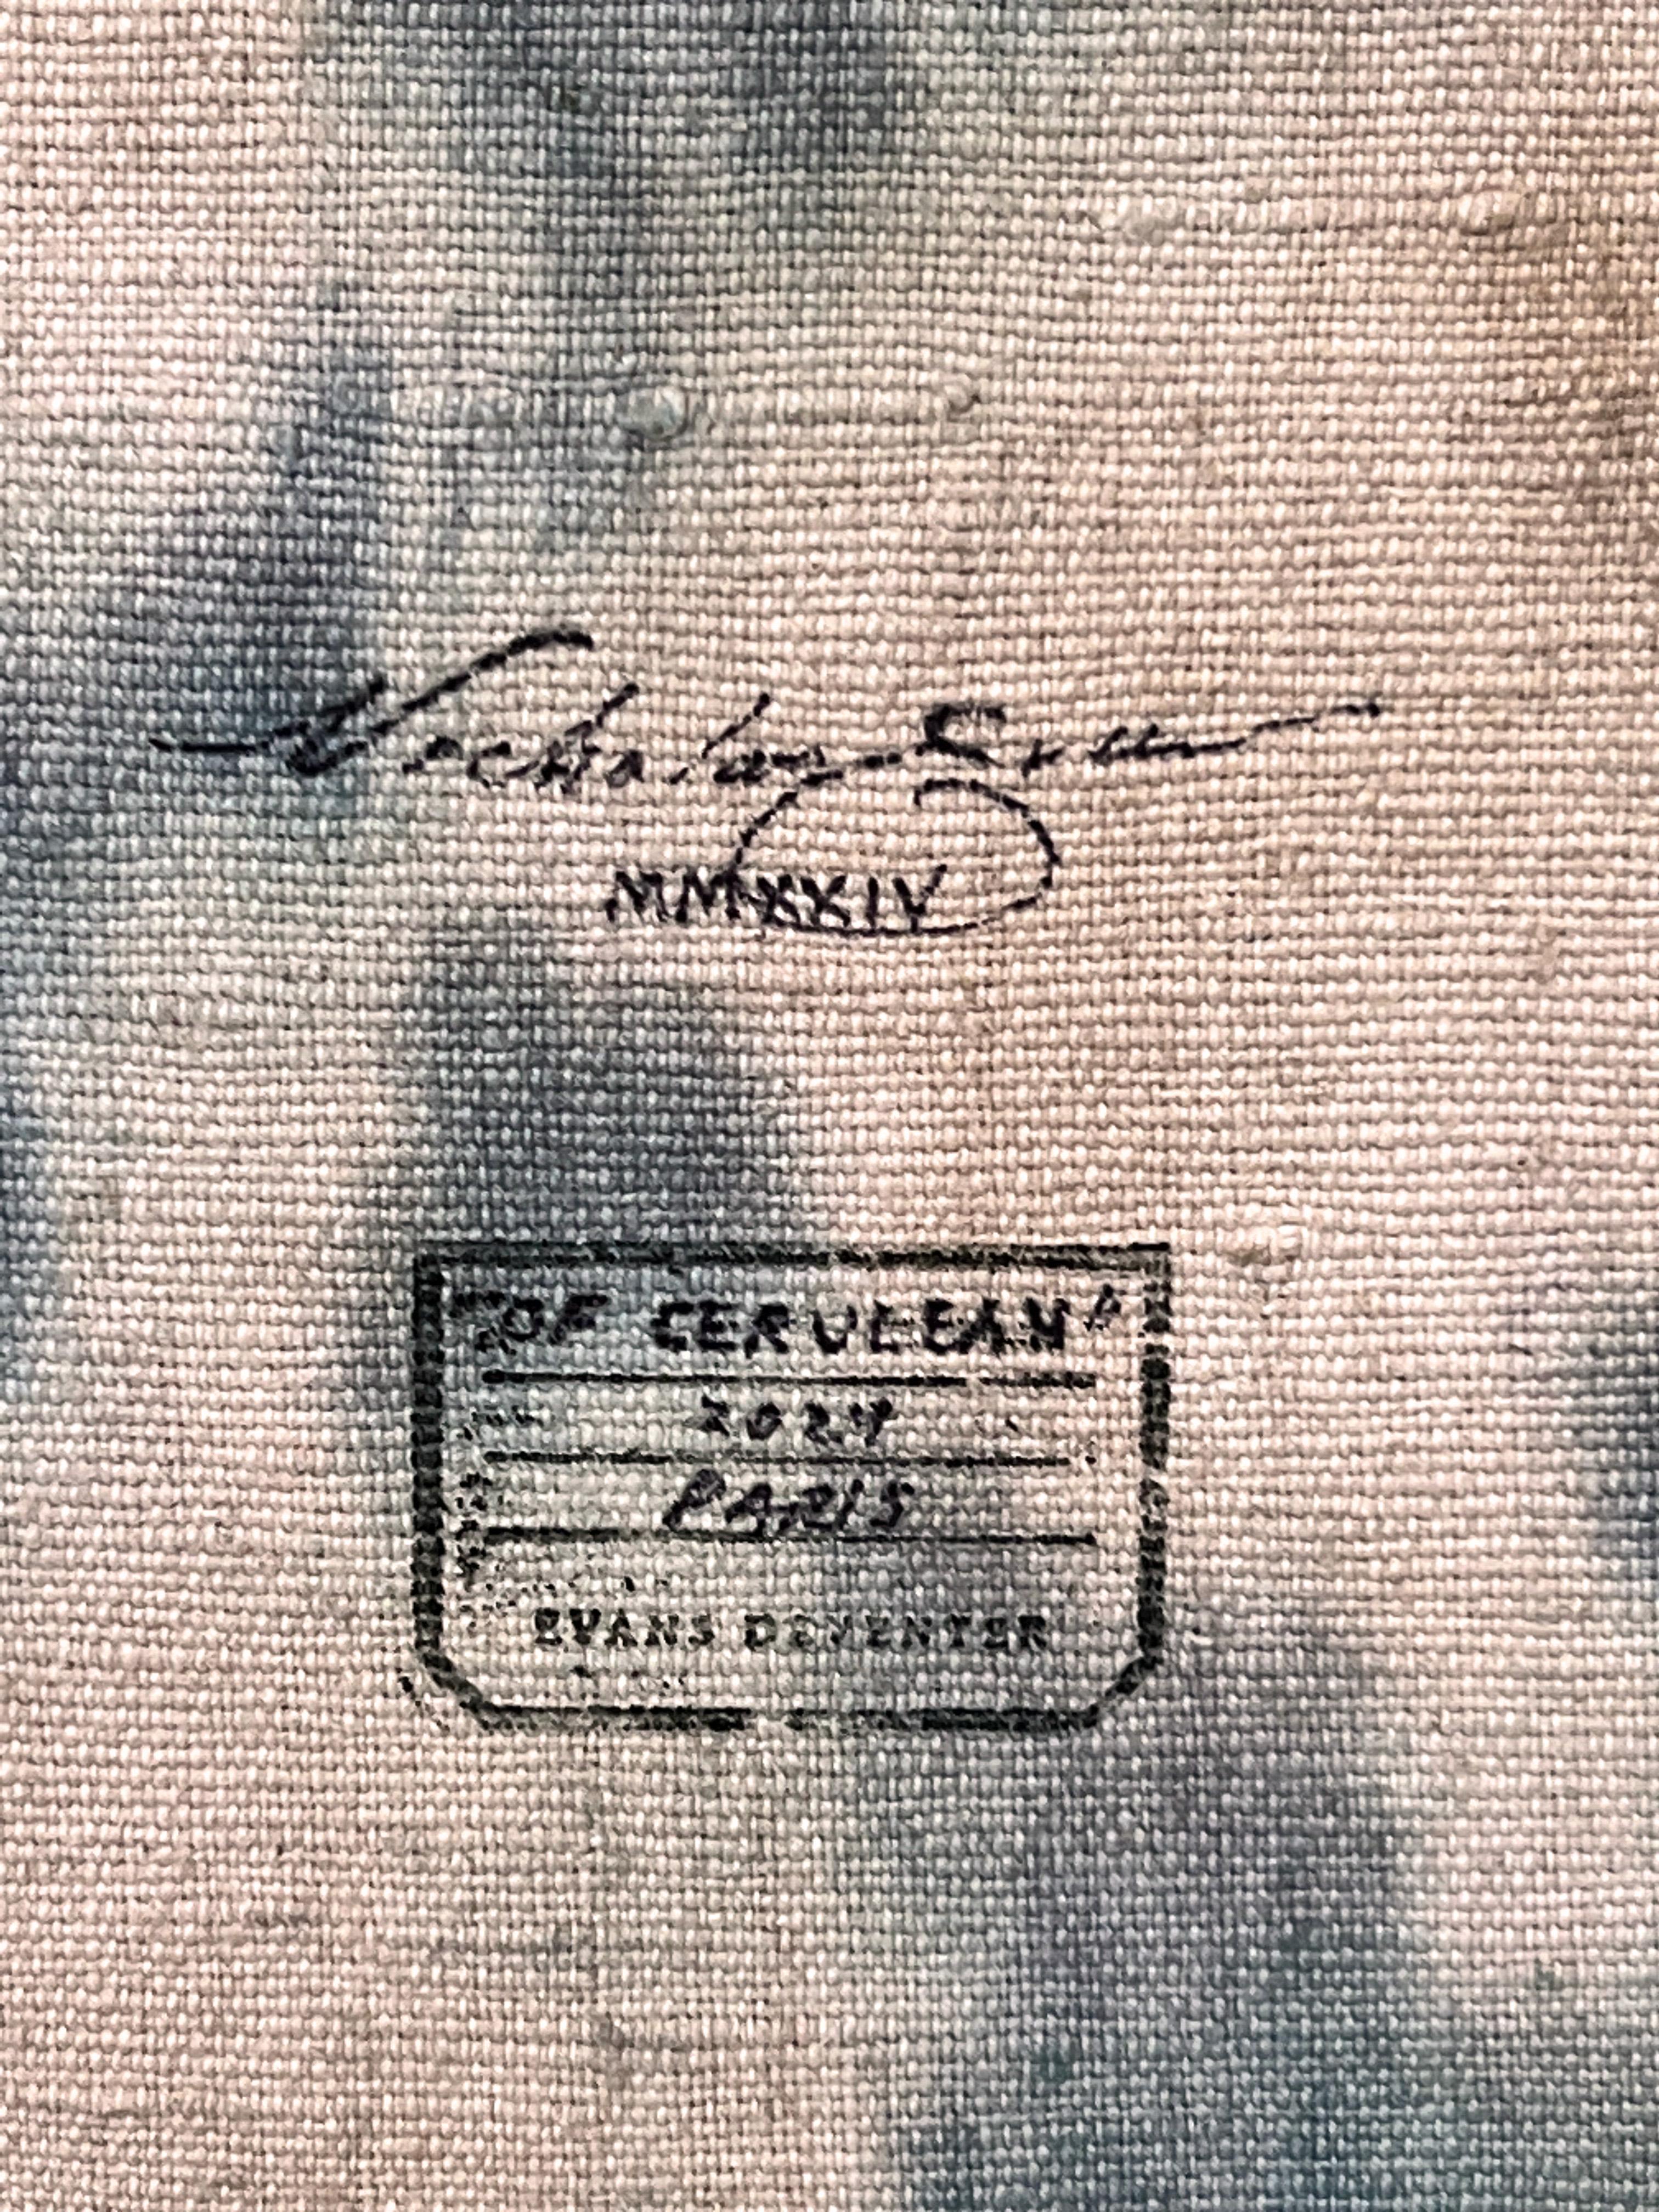 MMXXIV
"OF CERULEAN"
2024
PARIS
EVANS DEVENTER